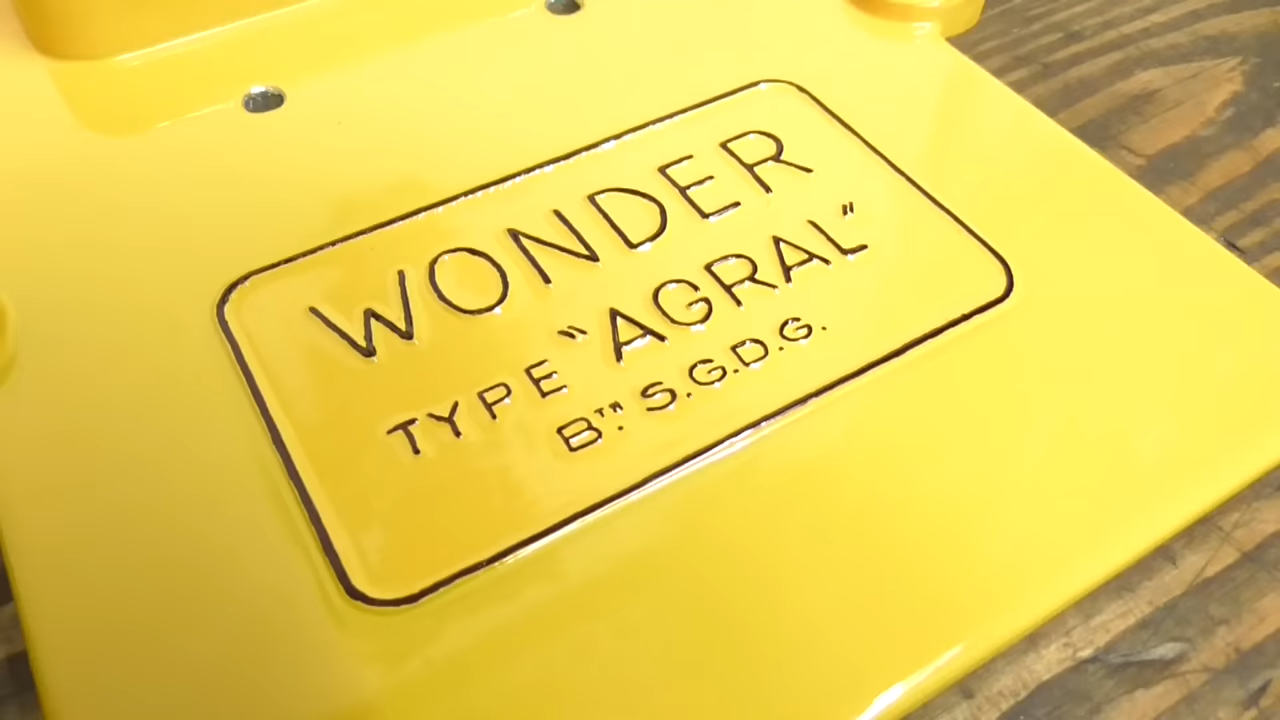 WONDER
TYPE "AGRAL"
Bᵀᴱ. S.G.D.G.